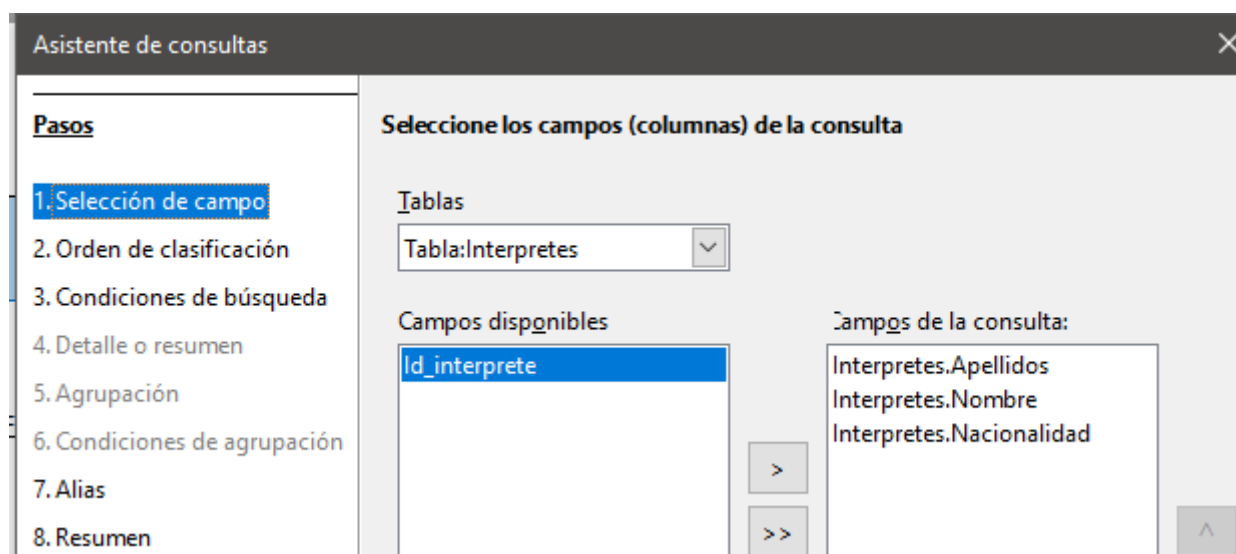 Asistente de consultas
Pasos
Seleccione los campos (columnas) de la consulta
1. Selección de campo
2. Orden de clasificación
3. Condiciones de búsqueda
4. Detalle o resumen
5. Agrupación
6. Condiciones de agrupación
7. Alias
8. Resumen
Tablas
Tabla:Interpretes
Campos disponibles
Id_interprete
>
>>
Campos de la consulta:
Interpretes.Apellidos
Interpretes.Nombre
Interpretes.Nacionalidad